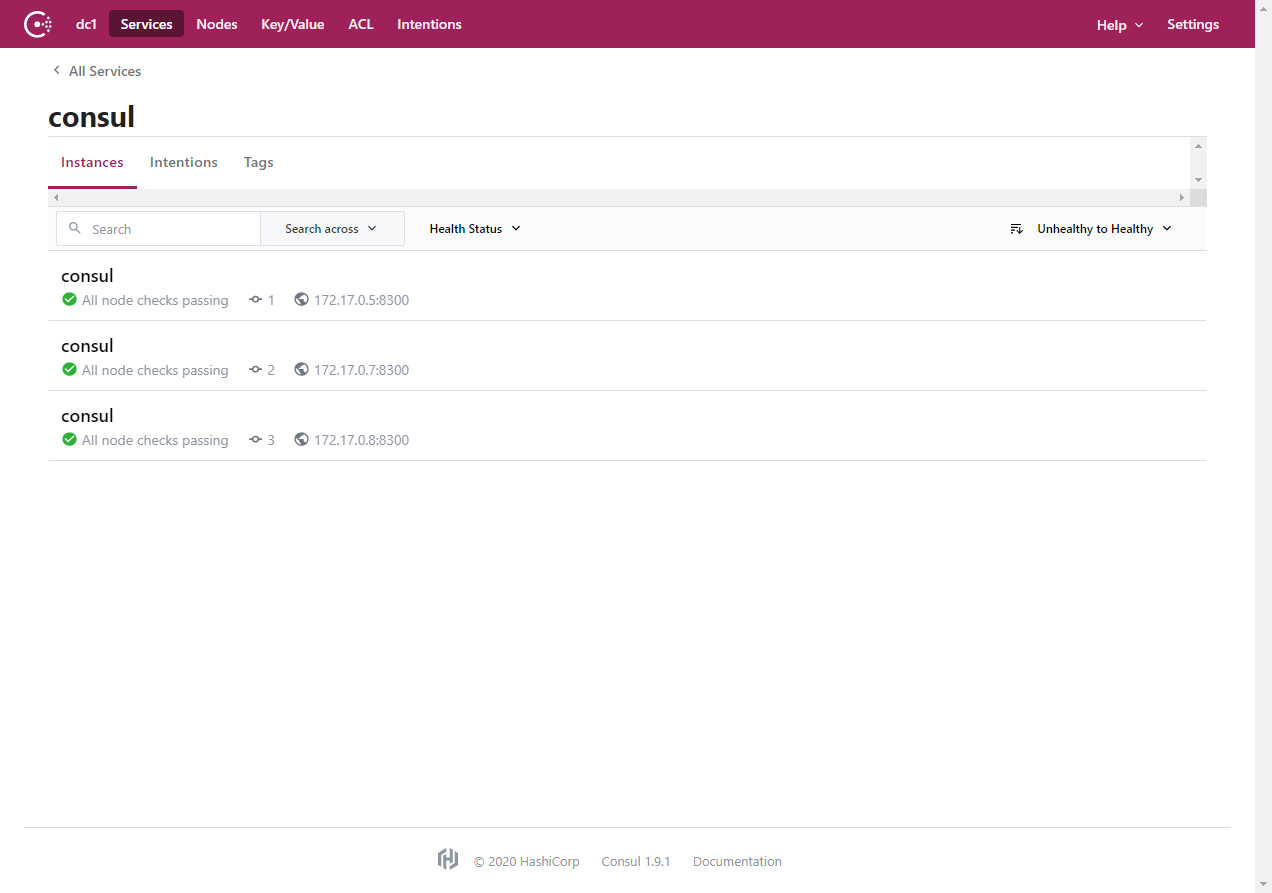 dc1 Services Nodes Key/Value ACL Intentions Help Settings
All Services
consul
Instances Intentions Tags
Search Search across Health Status Unhealthy to Healthy
consul
All node checks passing 1 172.17.0.5:8300
consul
All node checks passing 2 172.17.0.7:8300
consul
All node checks passing 3 172.17.0.8:8300
© 2020 HashiCorp Consul 1.9.1 Documentation